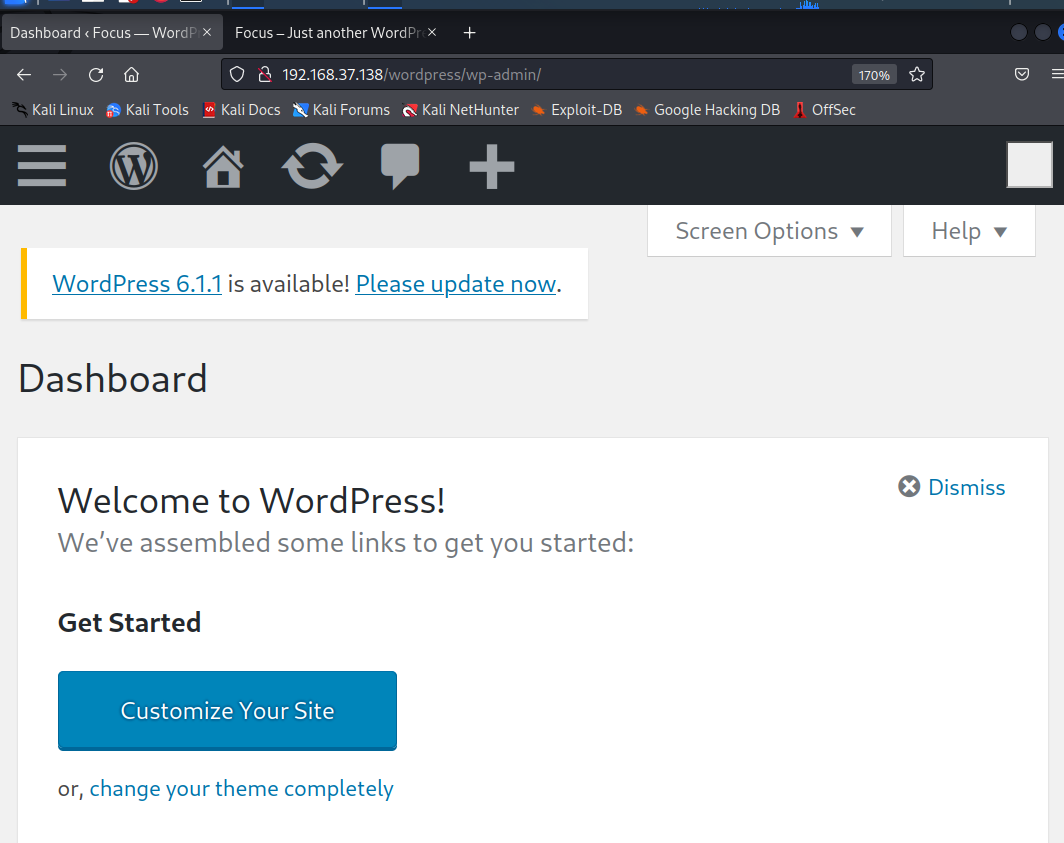 Dashboard ‹ Focus — WordP
Focus – Just another WordPr
192.168.37.138/wordpress/wp-admin/
170%
Kali Linux
Kali Tools
Kali Docs
Kali Forums
Kali NetHunter
Exploit-DB
Google Hacking DB
OffSec
Screen Options
Help
WordPress 6.1.1 is available! Please update now.
Dashboard
Dismiss
Welcome to WordPress!
We’ve assembled some links to get you started:
Get Started
Customize Your Site
or, change your theme completely